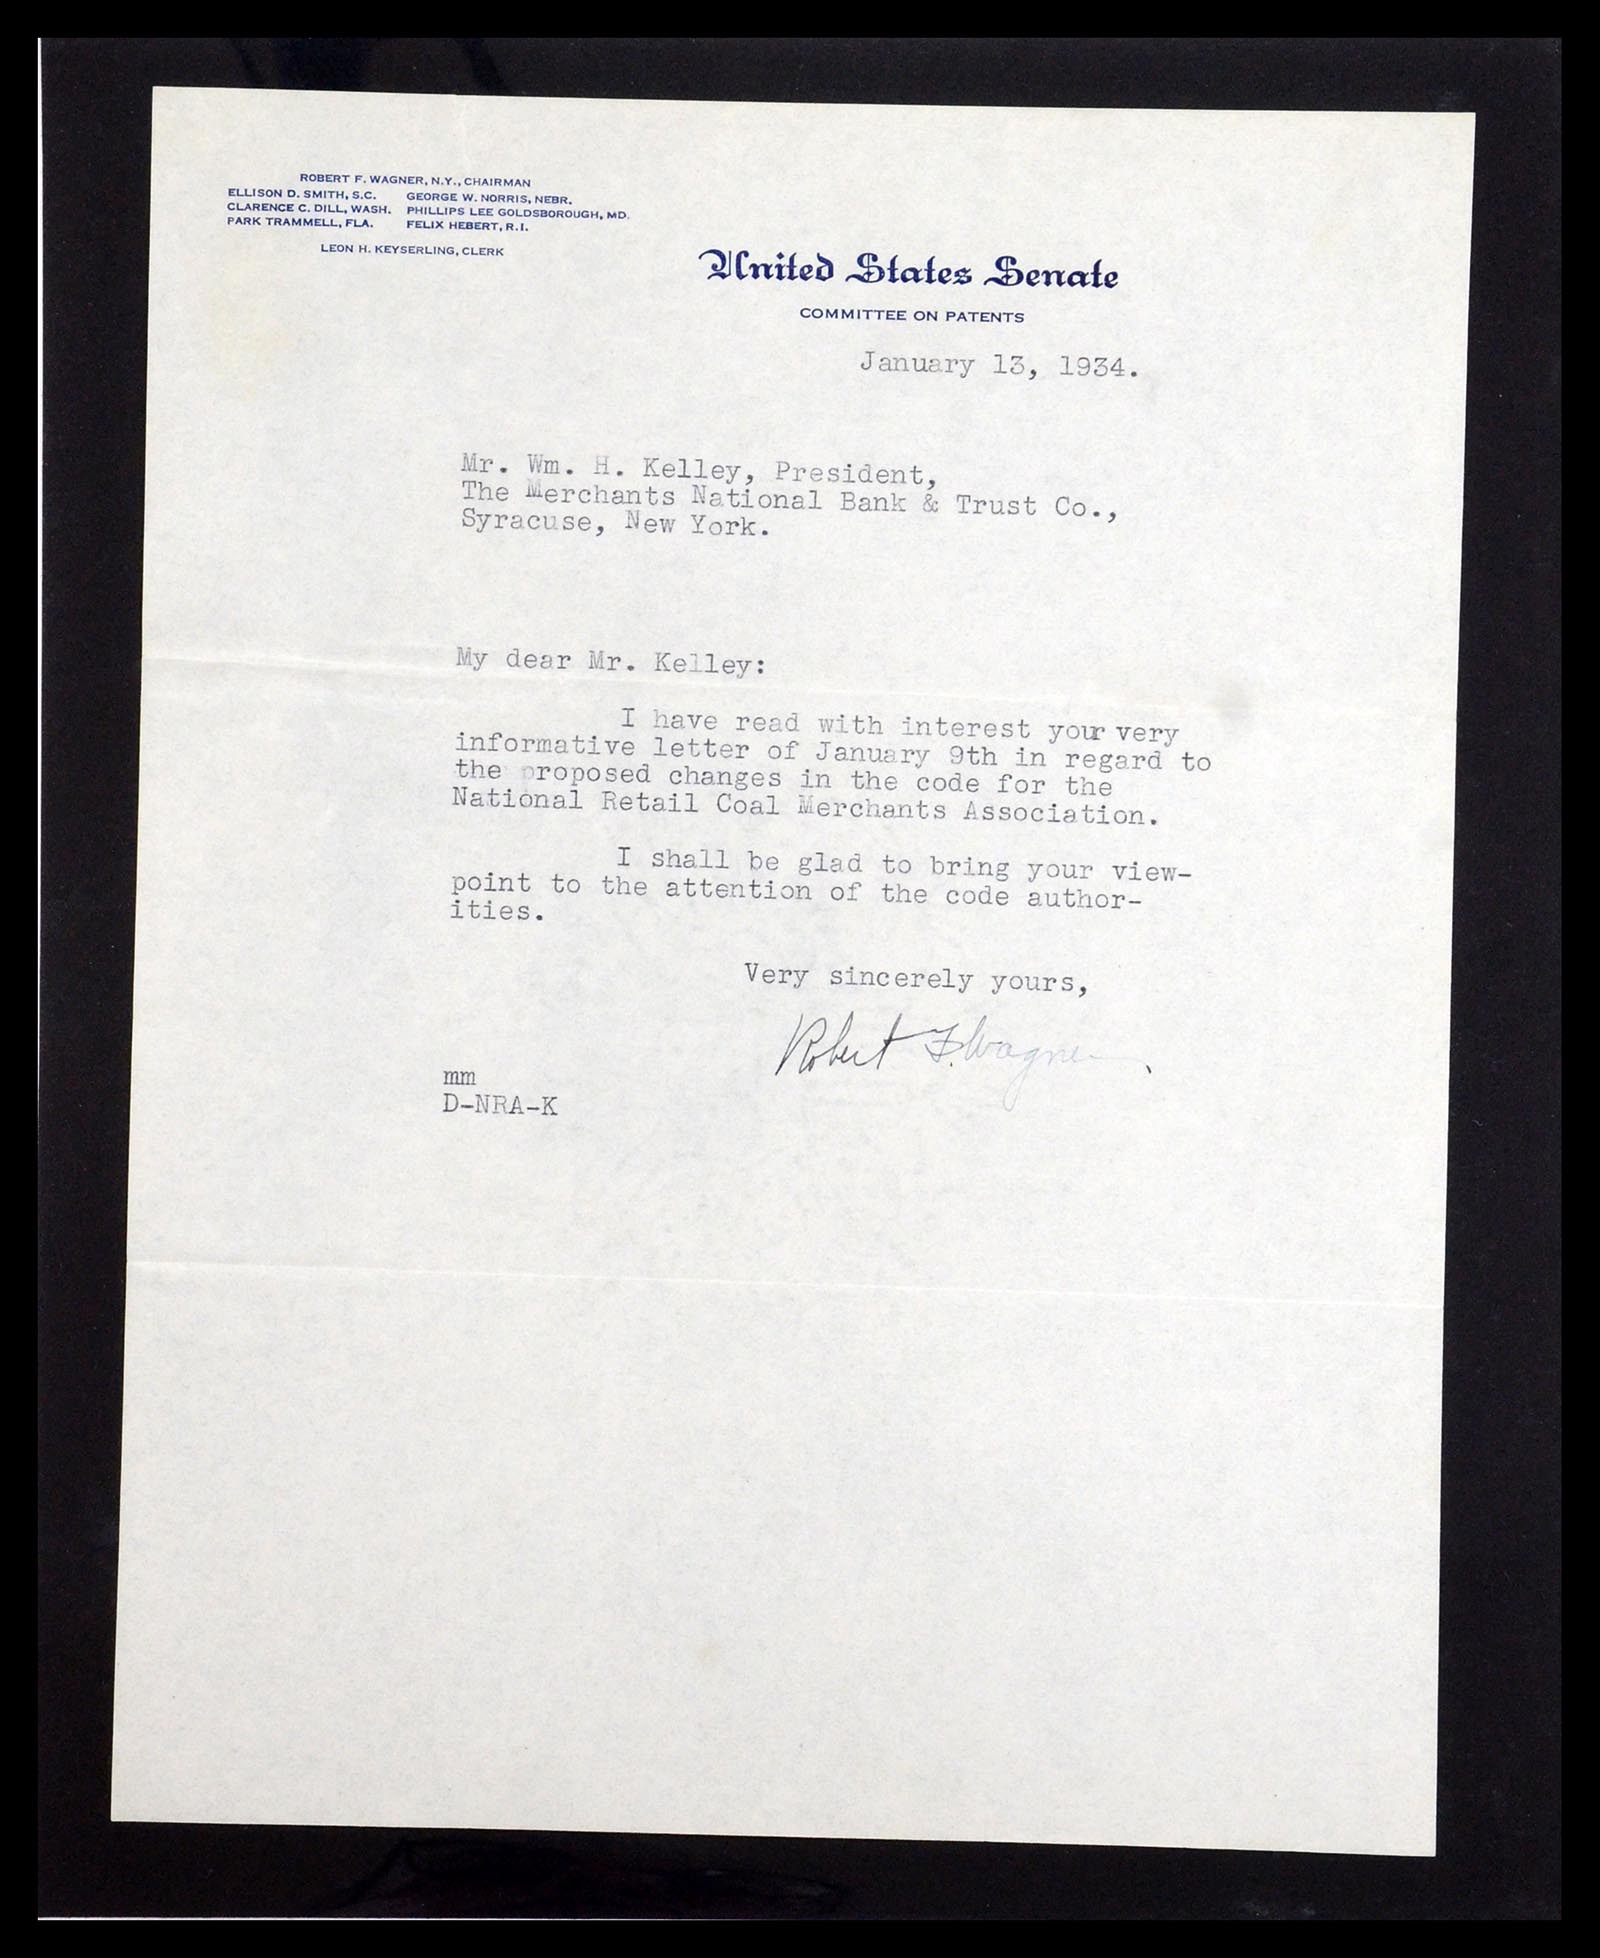 ROBERT F. WAGNER, N.Y., CHAIRMAN
ELLISON D. SMITH, S.C. GEORGE W. NORRIS, NEBR.
CLARENCE C. DILL, WASH. PHILLIPS LEE GOLDSBOROUGH, MD.
PARK TRAMMELL, FLA. FELIX HEBERT, R.I.
LEON H. KEYSERLING, CLERK
United States Senate
COMMITTEE ON PATENTS
January 13, 1934.
Mr. Wm. H. Kelley, President,
The Merchants National Bank & Trust Co.,
Syracuse, New York.
My dear Mr. Kelley:
I have read with interest your very
informative letter of January 9th in regard to
the proposed changes in the code for the
National Retail Coal Merchants Association.
I shall be glad to bring your view-
point to the attention of the code author-
ities.
Very sincerely yours,
Robert F. Wagner
mm
D-NRA-K